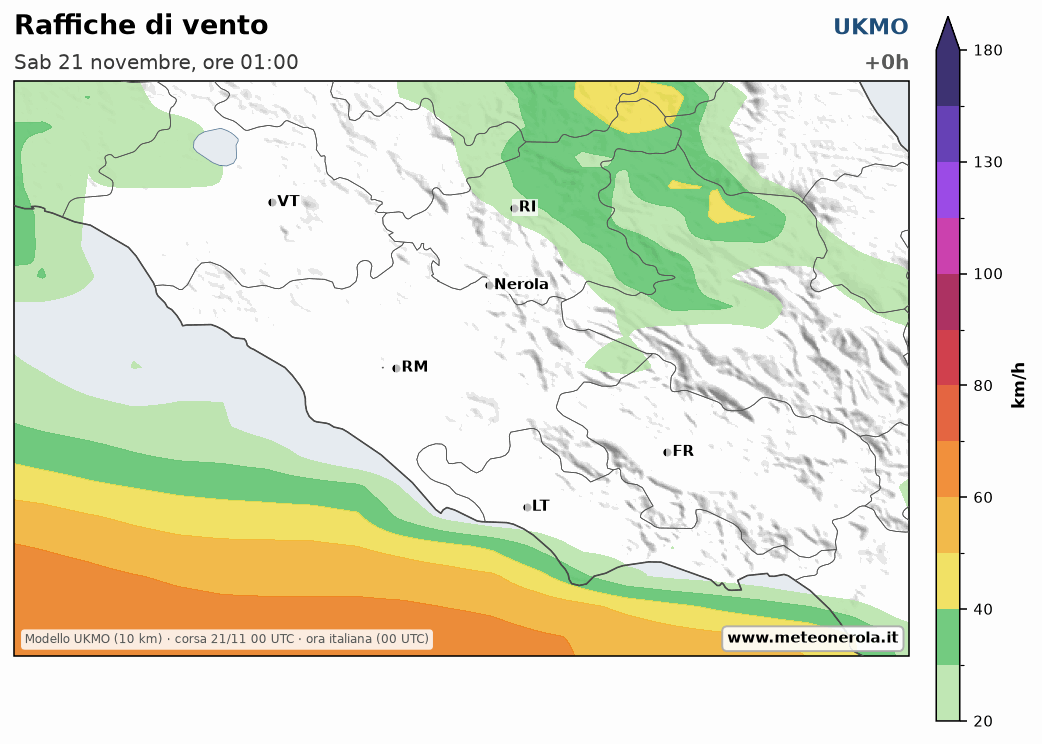 Raffiche di vento
UKMO
Sab 21 novembre, ore 01:00
+0h
VT
RI
Nerola
RM
FR
LT
Modello UKMO (10 km) · corsa 21/11 00 UTC · ora italiana (00 UTC)
www.meteonerola.it
180
130
100
80
60
40
20
km/h